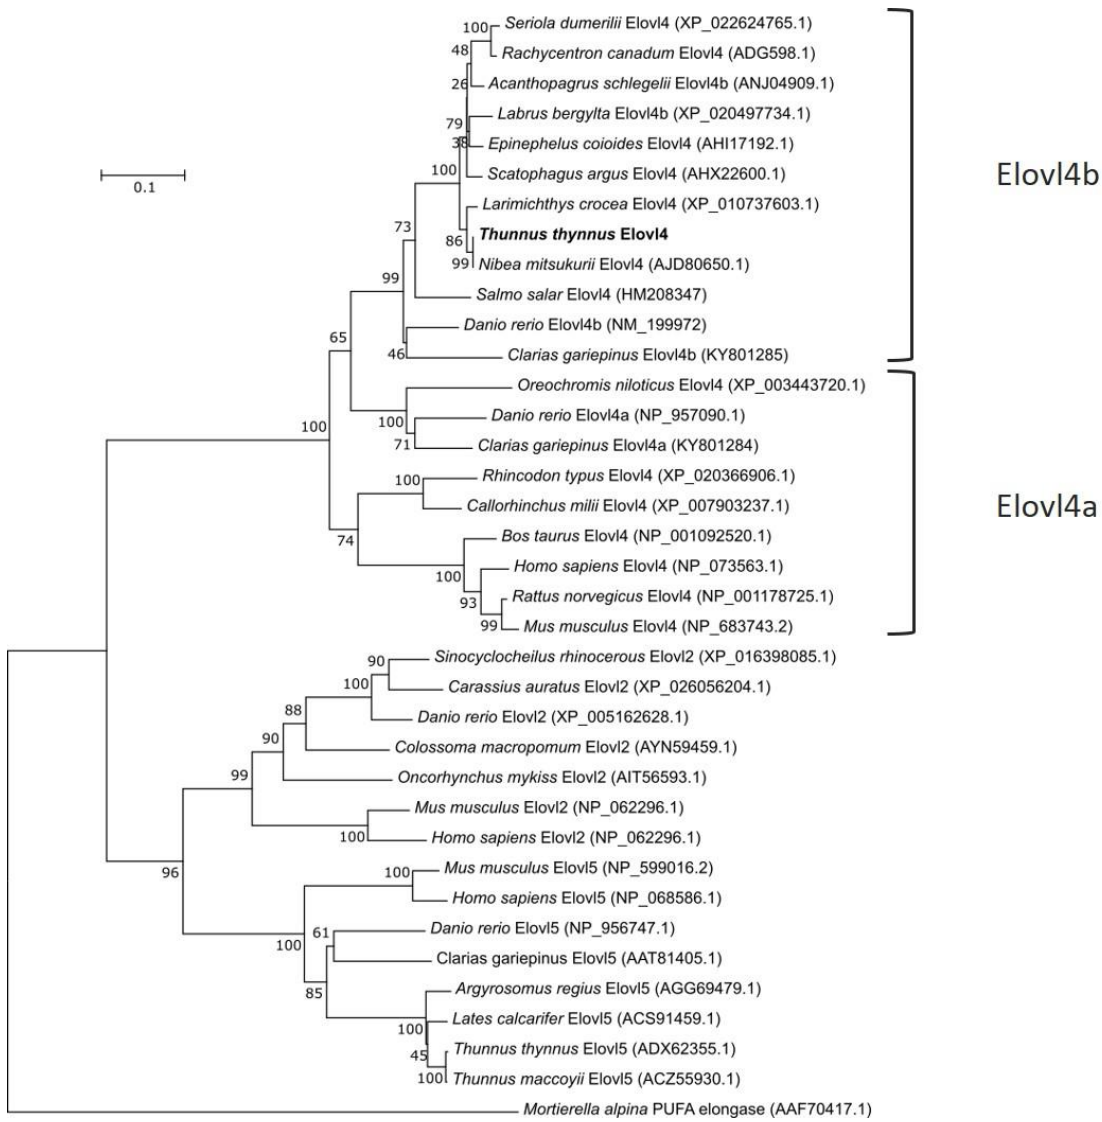 Seriola dumerilii Elovl4 (XP_022624765.1)
100
Rachycentron canadum Elovl4 (ADG598.1)
48
Acanthopagrus schlegelii Elovl4b (ANJ04909.1)
26
Labrus bergylta Elovl4b (XP_020497734.1)
79
Epinephelus coioides Elovl4 (AHI17192.1)
38
Scatophagus argus Elovl4 (AHX22600.1)
100
Elovl4b
0.1
Larimichthys crocea Elovl4 (XP_010737603.1)
73
Thunnus thynnus Elovl4
86
Nibea mitsukurii Elovl4 (AJD80650.1)
99
99
Salmo salar Elovl4 (HM208347)
Danio rerio Elovl4b (NM_199972)
65
46
Clarias gariepinus Elovl4b (KY801285)
Oreochromis niloticus Elovl4 (XP_003443720.1)
Danio rerio Elovl4a (NP_957090.1)
100
100
71
Clarias gariepinus Elovl4a (KY801284)
Rhincodon typus Elovl4 (XP_020366906.1)
100
Callorhinchus milii Elovl4 (XP_007903237.1)
Elovl4a
Bos taurus Elovl4 (NP_001092520.1)
74
Homo sapiens Elovl4 (NP_073563.1)
100
Rattus norvegicus Elovl4 (NP_001178725.1)
93
Mus musculus Elovl4 (NP_683743.2)
99
Sinocyclocheilus rhinocerous Elovl2 (XP_016398085.1)
90
Carassius auratus Elovl2 (XP_026056204.1)
100
Danio rerio Elovl2 (XP_005162628.1)
88
Colossoma macropomum Elovl2 (AYN59459.1)
90
Oncorhynchus mykiss Elovl2 (AIT56593.1)
99
Mus musculus Elovl2 (NP_062296.1)
100
Homo sapiens Elovl2 (NP_062296.1)
96
Mus musculus Elovl5 (NP_599016.2)
100
Homo sapiens Elovl5 (NP_068586.1)
Danio rerio Elovl5 (NP_956747.1)
61
100
Clarias gariepinus Elovl5 (AAT81405.1)
Argyrosomus regius Elovl5 (AGG69479.1)
85
Lates calcarifer Elovl5 (ACS91459.1)
100
Thunnus thynnus Elovl5 (ADX62355.1)
45
Thunnus maccoyii Elovl5 (ACZ55930.1)
100
Mortierella alpina PUFA elongase (AAF70417.1)